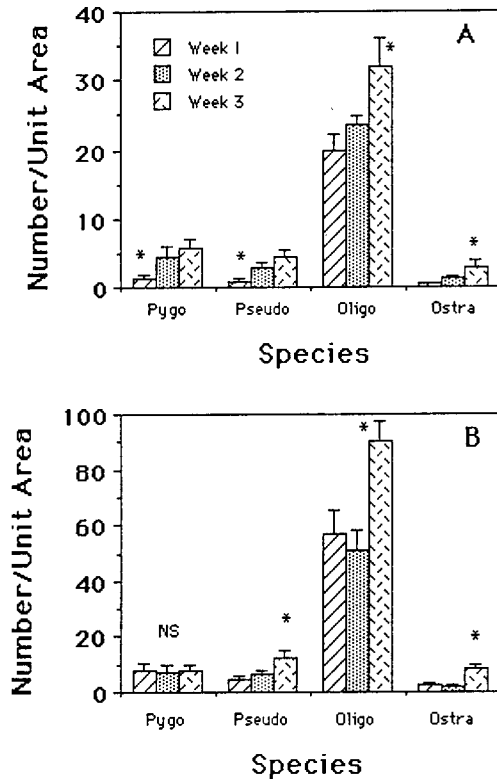 40
A
Week 1
Week 2
*
30
Week 3
Number/Unit Area
20
10
* * *
0
Pygo Pseudo Oligo Ostra
Species
100
B
*
80
Number/Unit Area
60
40
*
NS *
20
0
Pygo Pseudo Oligo Ostra
Species